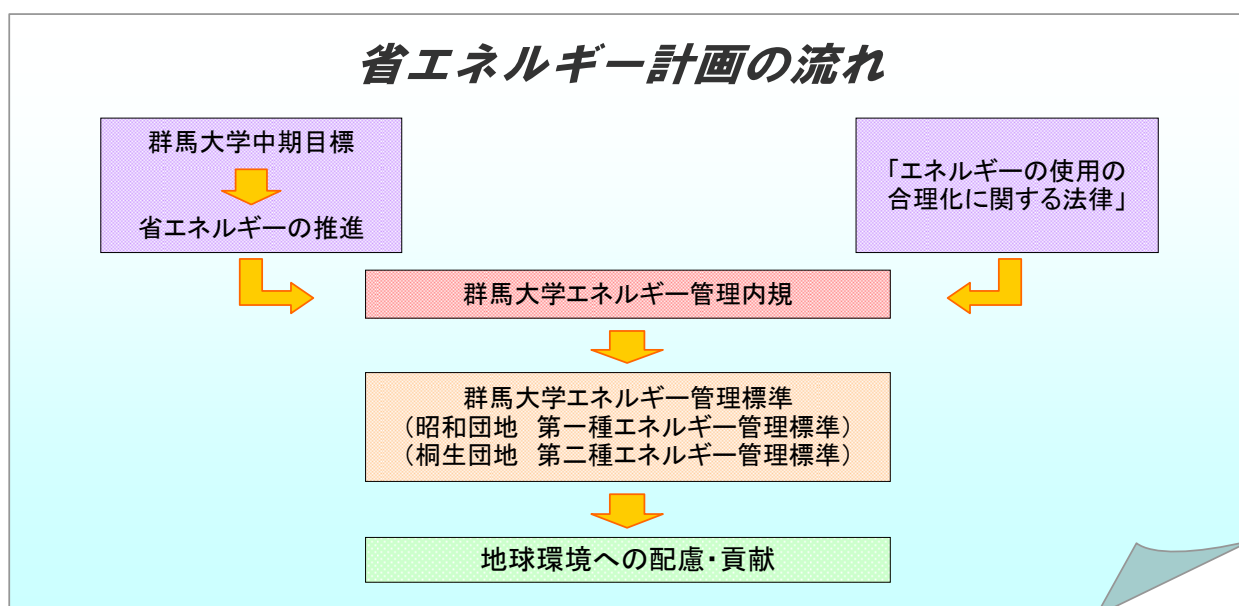 省エネルギー計画の流れ
群馬大学中期目標
省エネルギーの推進
「エネルギーの使用の
合理化に関する法律」
群馬大学エネルギー管理内規
群馬大学エネルギー管理標準
（昭和団地　第一種エネルギー管理標準）
（桐生団地　第二種エネルギー管理標準）
地球環境への配慮・貢献